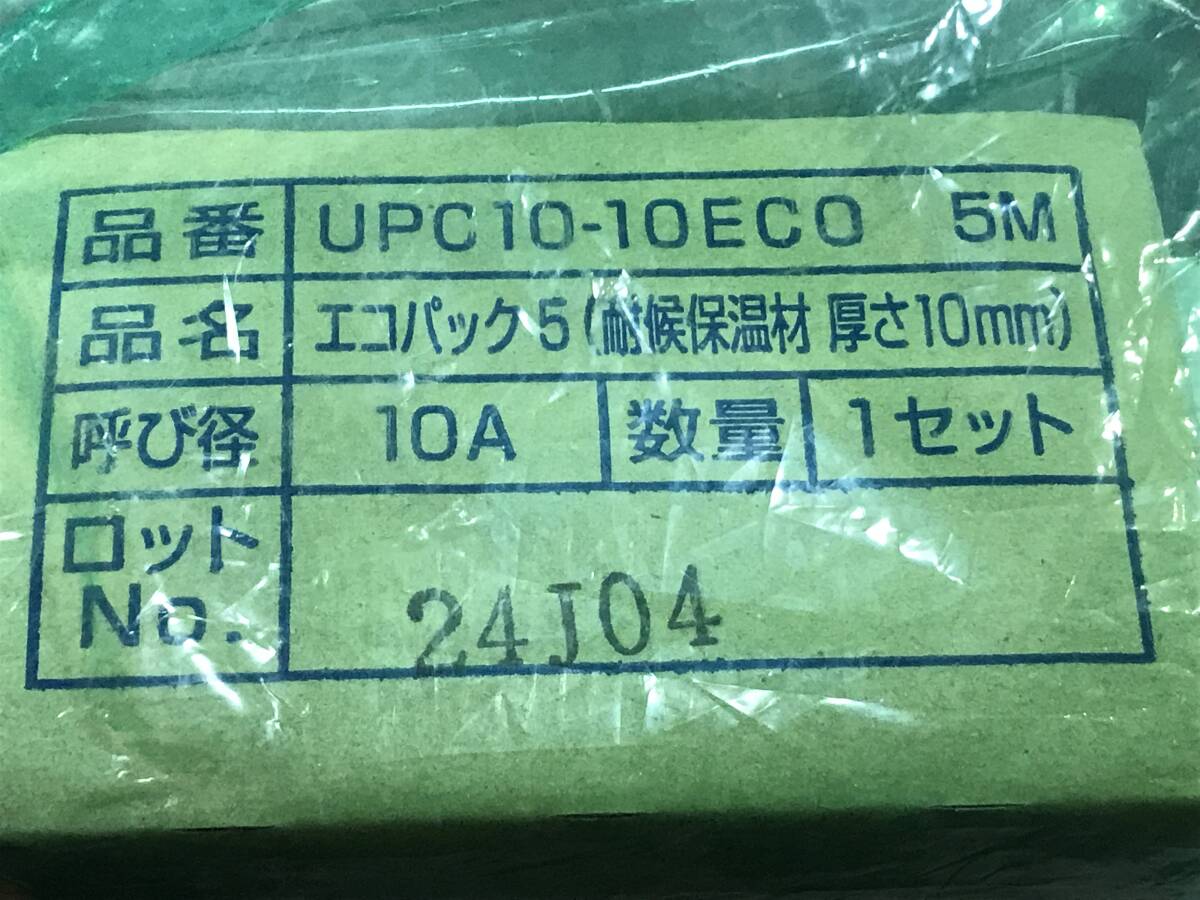 品番 UPC10-10ECO 5M
品名 エコパック5(耐候保温材 厚さ10mm)
呼び径 10A 数量 1セット
ロット
No. 24J04